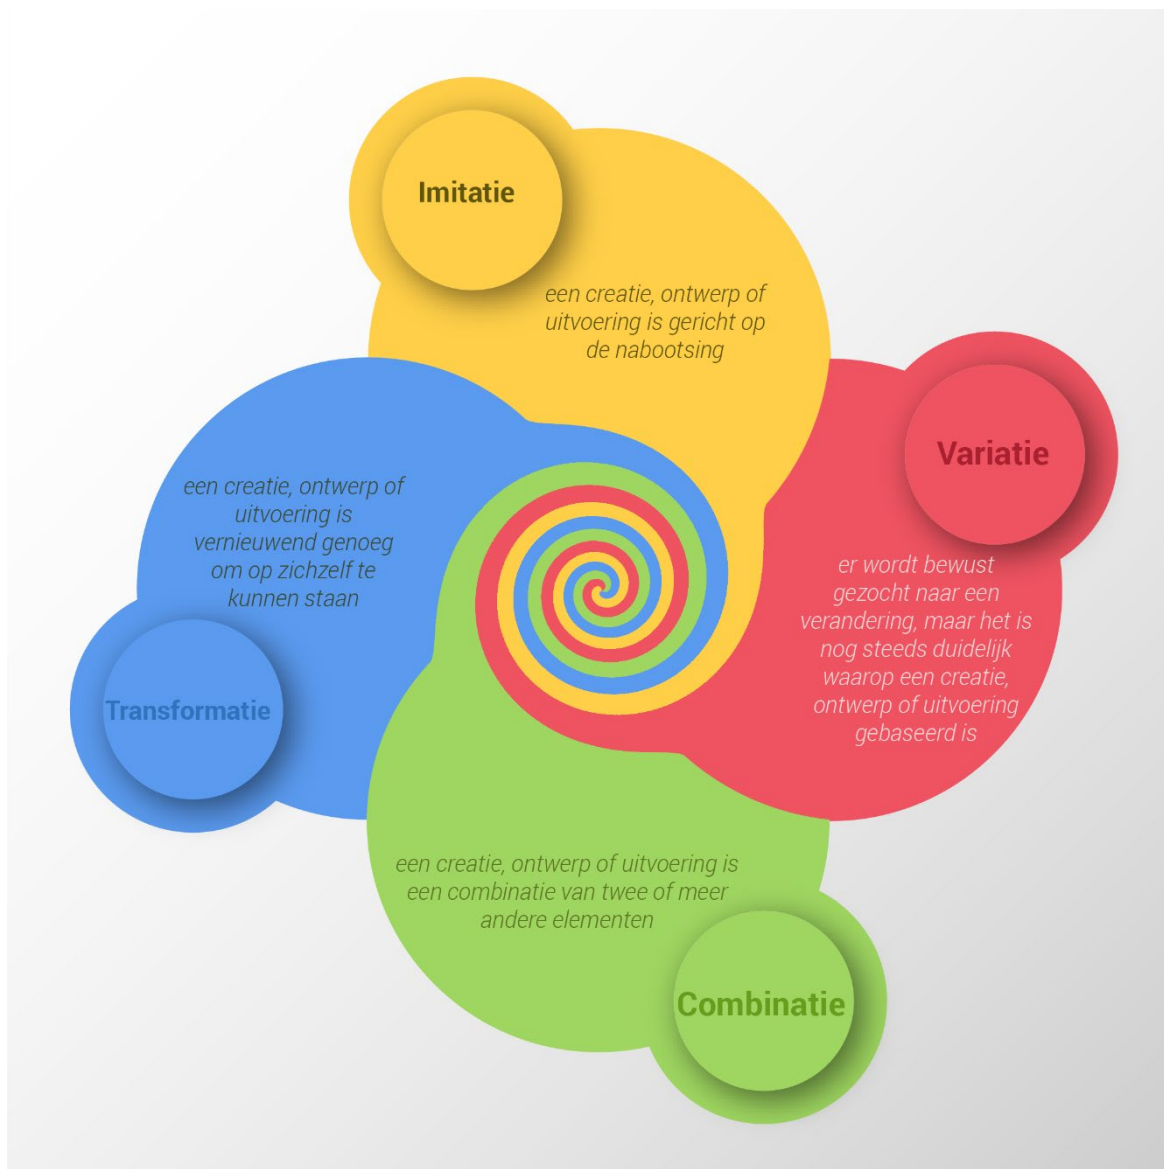 Imitatie
een creatie, ontwerp of
uitvoering is gericht op
de nabootsing
Variatie
er wordt bewust
gezocht naar een
verandering, maar het is
nog steeds duidelijk
waarop een creatie,
ontwerp of uitvoering
gebaseerd is
Combinatie
een creatie, ontwerp of uitvoering is
een combinatie van twee of meer
andere elementen
Transformatie
een creatie, ontwerp of
uitvoering is
vernieuwend genoeg
om op zichzelf te
kunnen staan